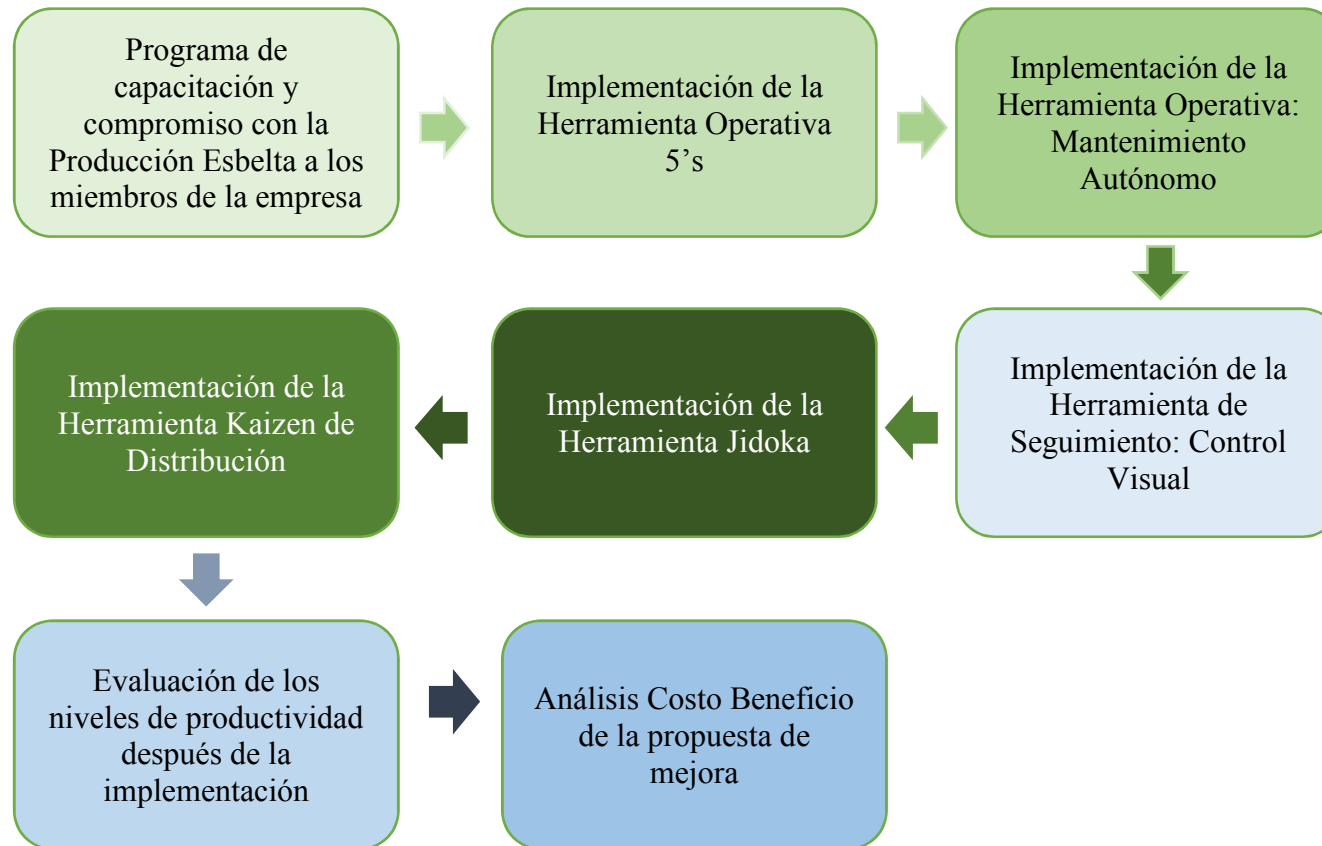 Programa de
capacitación y
compromiso con la
Producción Esbelta a los
miembros de la empresa
Implementación de la
Herramienta Operativa
5’s
Implementación de la
Herramienta Operativa:
Mantenimiento
Autónomo
Implementación de la
Herramienta de
Seguimiento: Control
Visual
Implementación de la
Herramienta Jidoka
Implementación de la
Herramienta Kaizen de
Distribución
Evaluación de los
niveles de productividad
después de la
implementación
Análisis Costo Beneficio
de la propuesta de
mejora